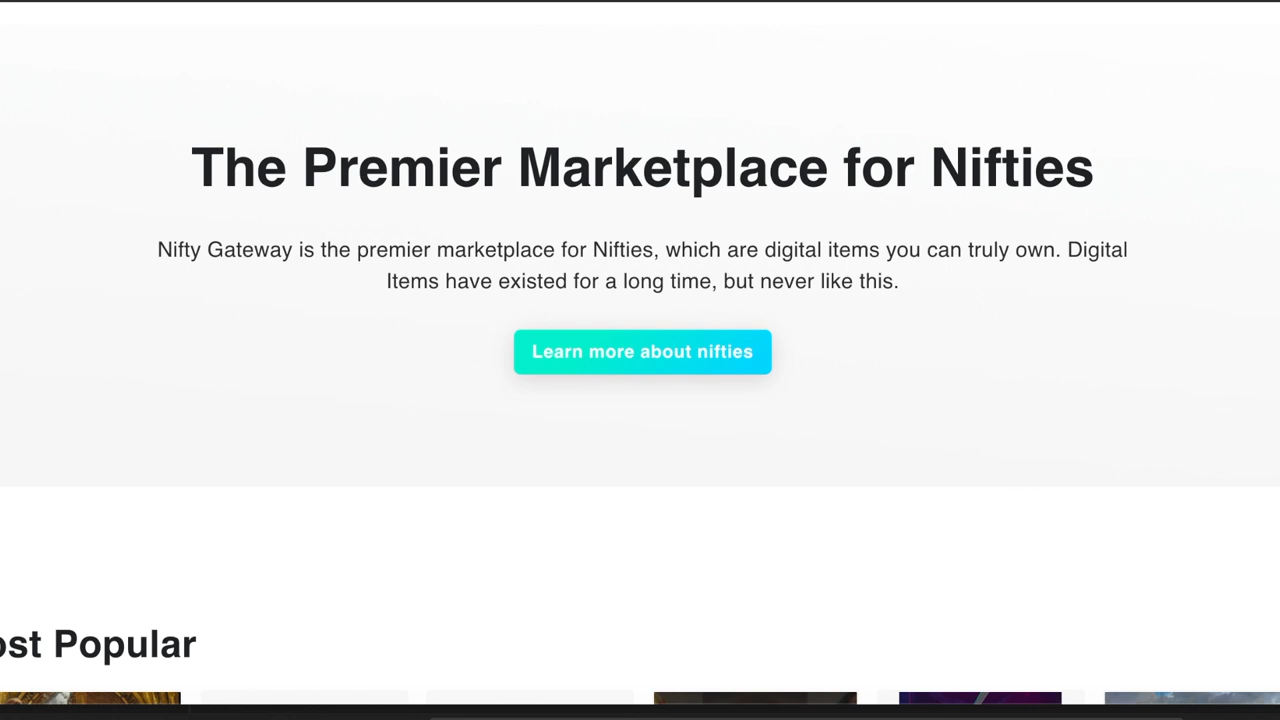 The Premier Marketplace for Nifties
Nifty Gateway is the premier marketplace for Nifties, which are digital items you can truly own. Digital
Items have existed for a long time, but never like this.
Learn more about nifties
ost Popular